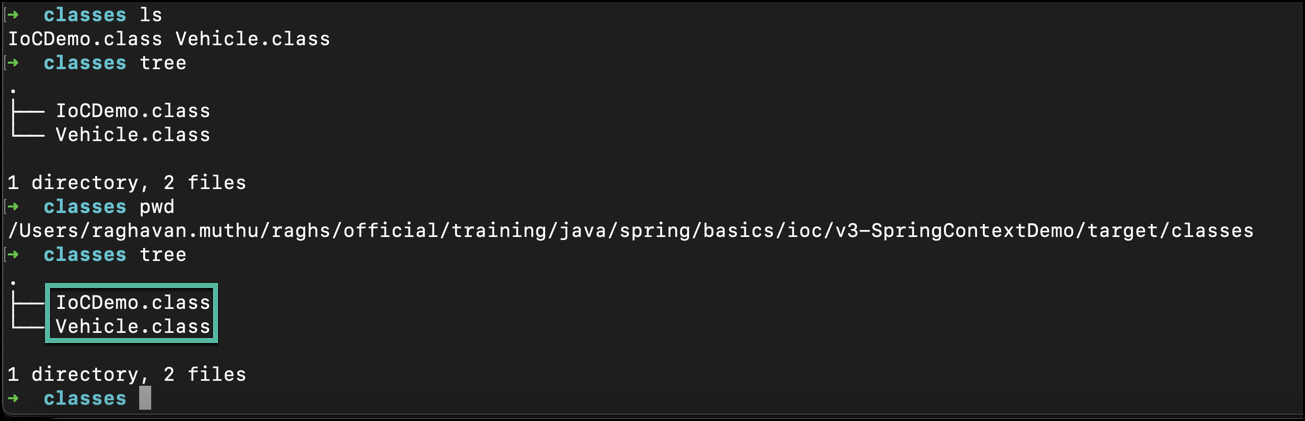 ➜  classes ls
IoCDemo.class Vehicle.class
➜  classes tree
.
├── IoCDemo.class
└── Vehicle.class
1 directory, 2 files
➜  classes pwd
/Users/raghavan.muthu/raghs/official/training/java/spring/basics/ioc/v3-SpringContextDemo/target/classes
➜  classes tree
.
├── IoCDemo.class
└── Vehicle.class
1 directory, 2 files
➜  classes